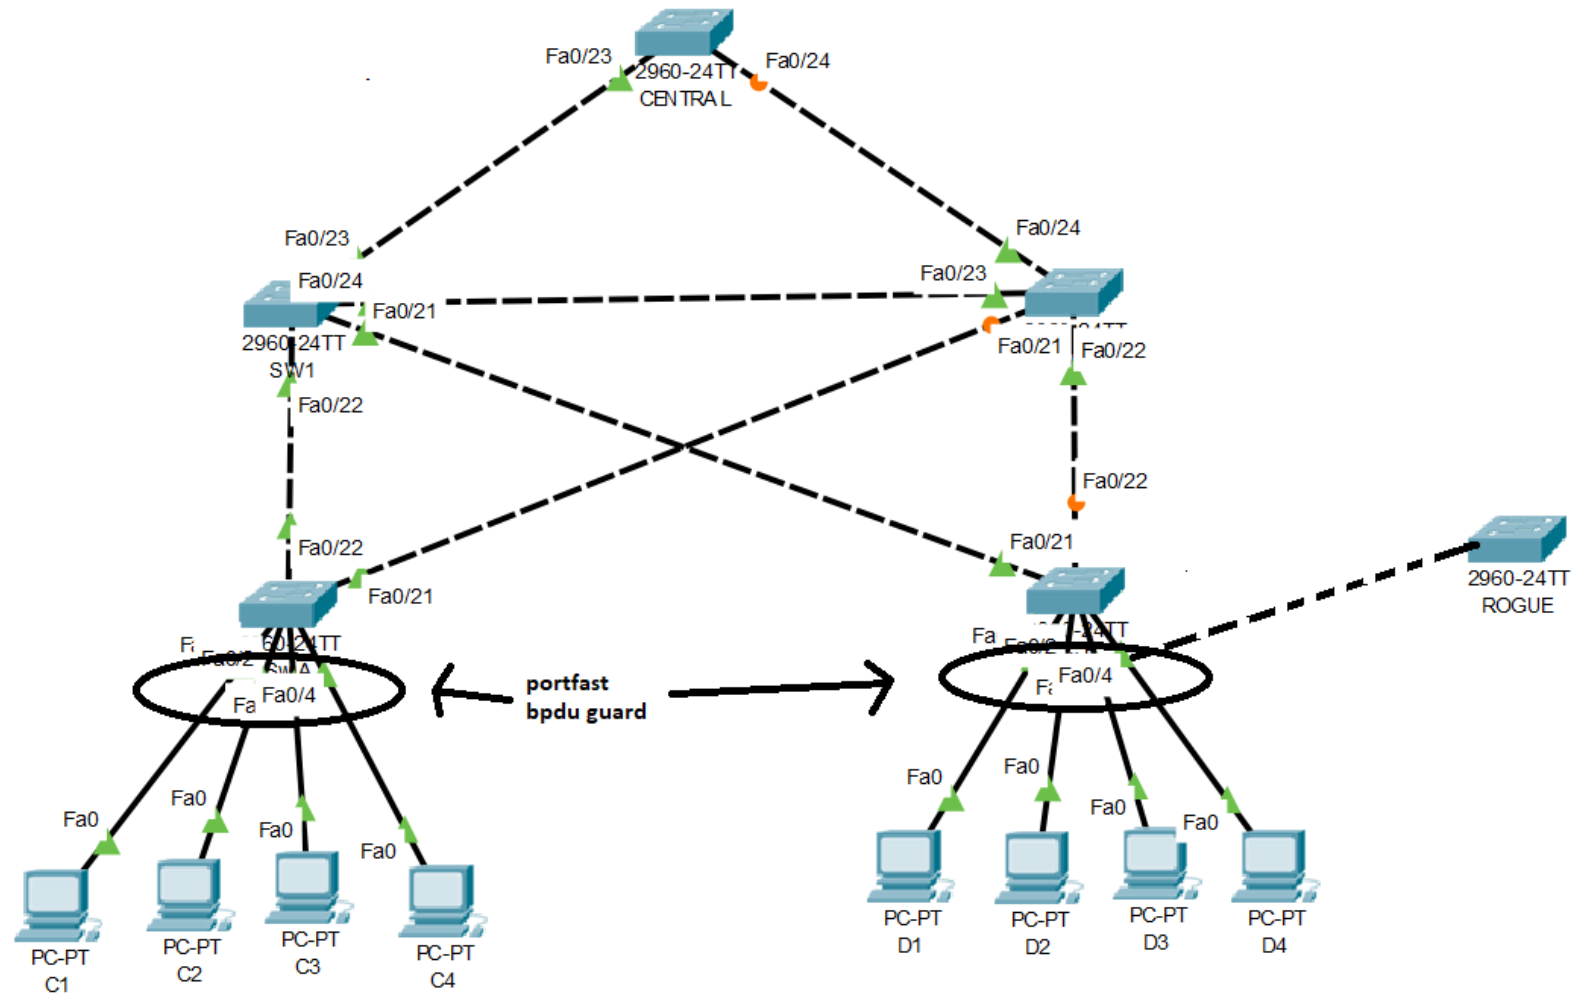 Fa0/23
2960-24TT
CENTRAL
Fa0/24
Fa0/23
Fa0/24
Fa0/21
2960-24TT
SW1
Fa0/22
Fa0/24
Fa0/23
Fa0/21
Fa0/22
Fa0/22
Fa0/21
Fa0/22
Fa0/21
2960-24TT
ROGUE
Fa0/4
Fa
portfast
bpdu guard
Fa
Fa0/4
Fa0
Fa0
Fa0
Fa0
PC-PT
C1
PC-PT
C2
PC-PT
C3
PC-PT
C4
Fa0
Fa0
Fa0
Fa0
PC-PT
D1
PC-PT
D2
PC-PT
D3
PC-PT
D4